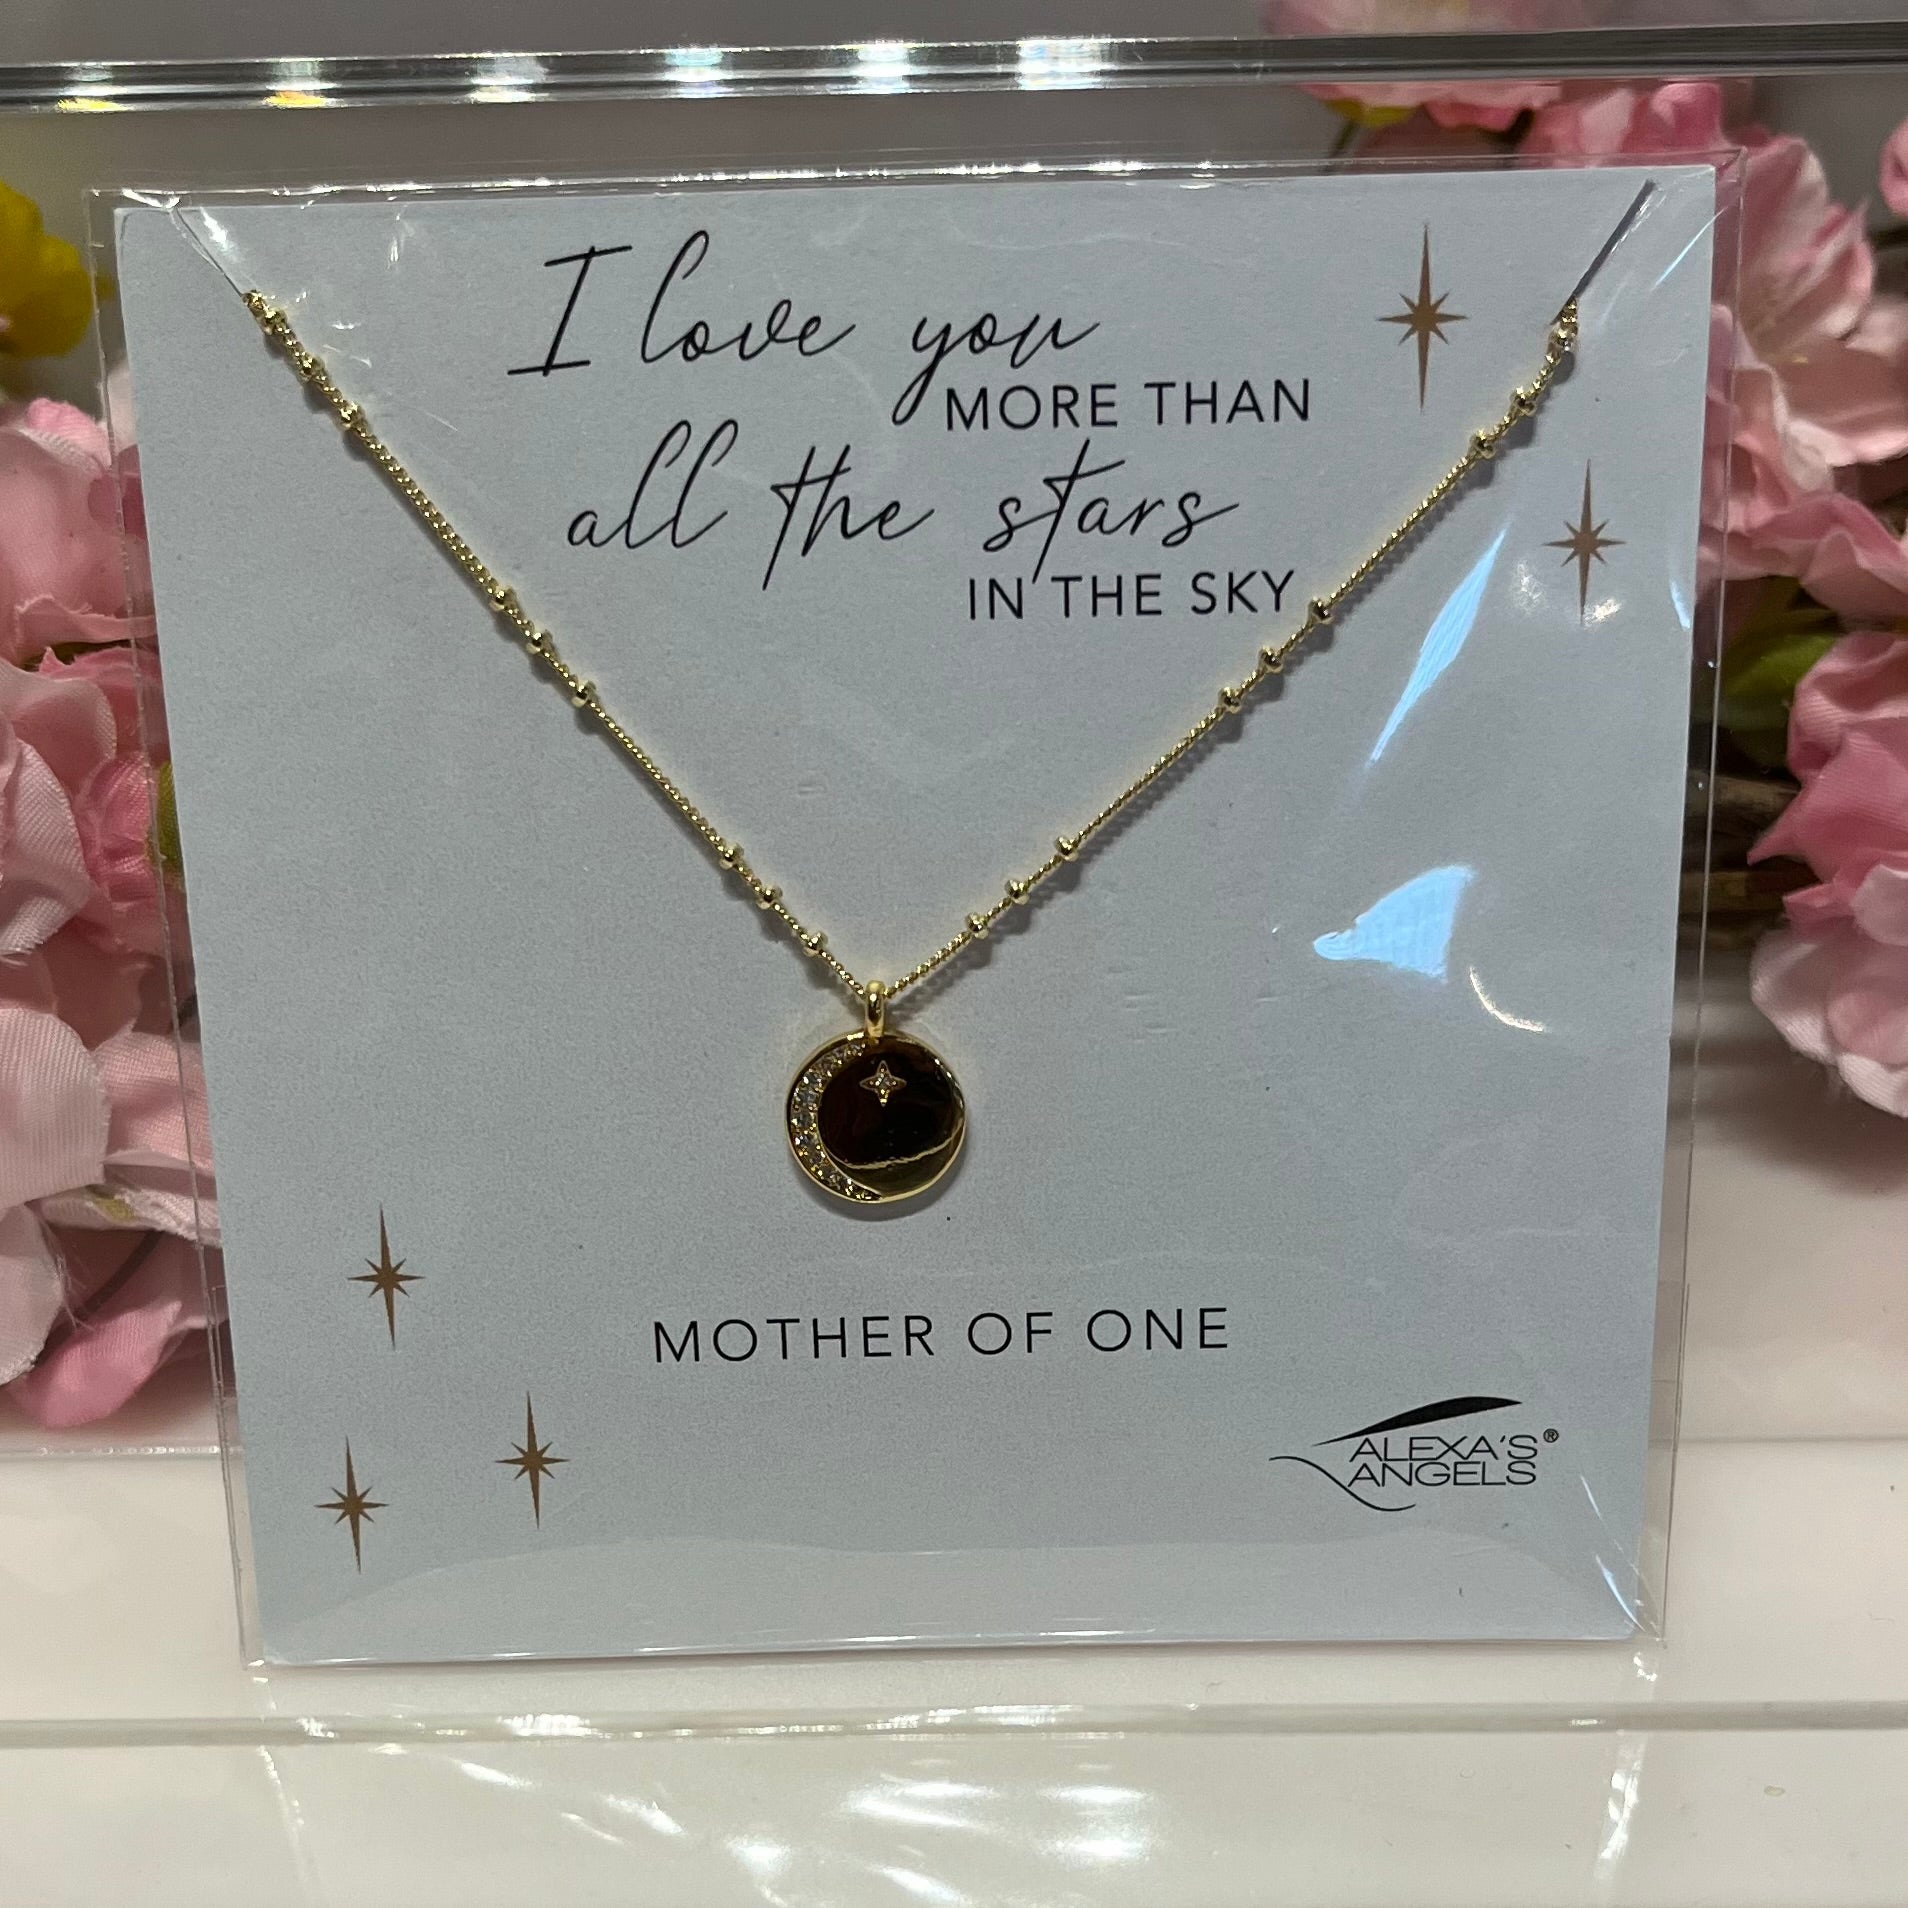 I love you
MORE THAN
all the stars
IN THE SKY
MOTHER OF ONE
ALEXA'S®
ANGELS